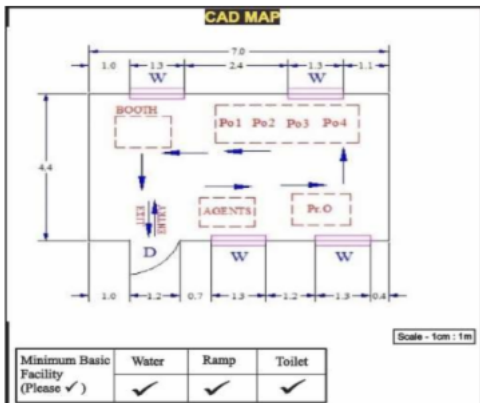 CAD MAP
7.0
1.0 1.3 2.4 1.3 1.1
W W
BOOTH
Po1 Po2 Po3 Po4
4.4
EXIT
ENTRY
AGENTS
Pr.O
D
W W
1.0 1.2 0.7 1.3 1.2 1.3 0.4
Scale - 1cm : 1m
Minimum Basic Facility (Please ✓) Water Ramp Toilet
✓ ✓ ✓